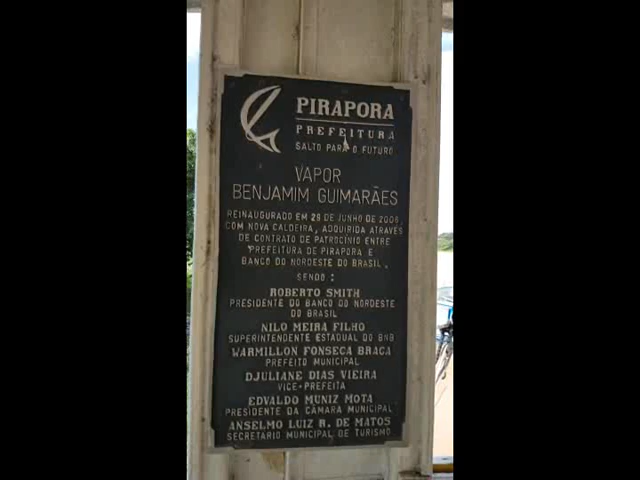 PIRAPORA
PREFEITURA
SALTO PARA O FUTURO
VAPOR
BENJAMIM GUIMARÃES
REINAUGURADO EM 28 DE JUNHO DE 2008,
COM NOVA CALDEIRA, ADQUIRIDA ATRAVÉS
DE CONTRATO DE PATROCÍNIO ENTRE
PREFEITURA DE PIRAPORA E
BANCO DO NORDESTE DO BRASIL.
SENDO:
ROBERTO SMITH
PRESIDENTE DO BANCO DO NORDESTE
DO BRASIL
NILO MEIRA FILHO
SUPERINTENDENTE ESTADUAL DO BNB
WARMILLON FONSECA BRAGA
PREFEITO MUNICIPAL
DJULIANE DIAS VIEIRA
VICE-PREFEITA
EDVALDO MUNIZ MOTA
PRESIDENTE DA CÂMARA MUNICIPAL
ANSELMO LUIZ R. DE MATOS
SECRETARIO MUNICIPAL DE TURISMO